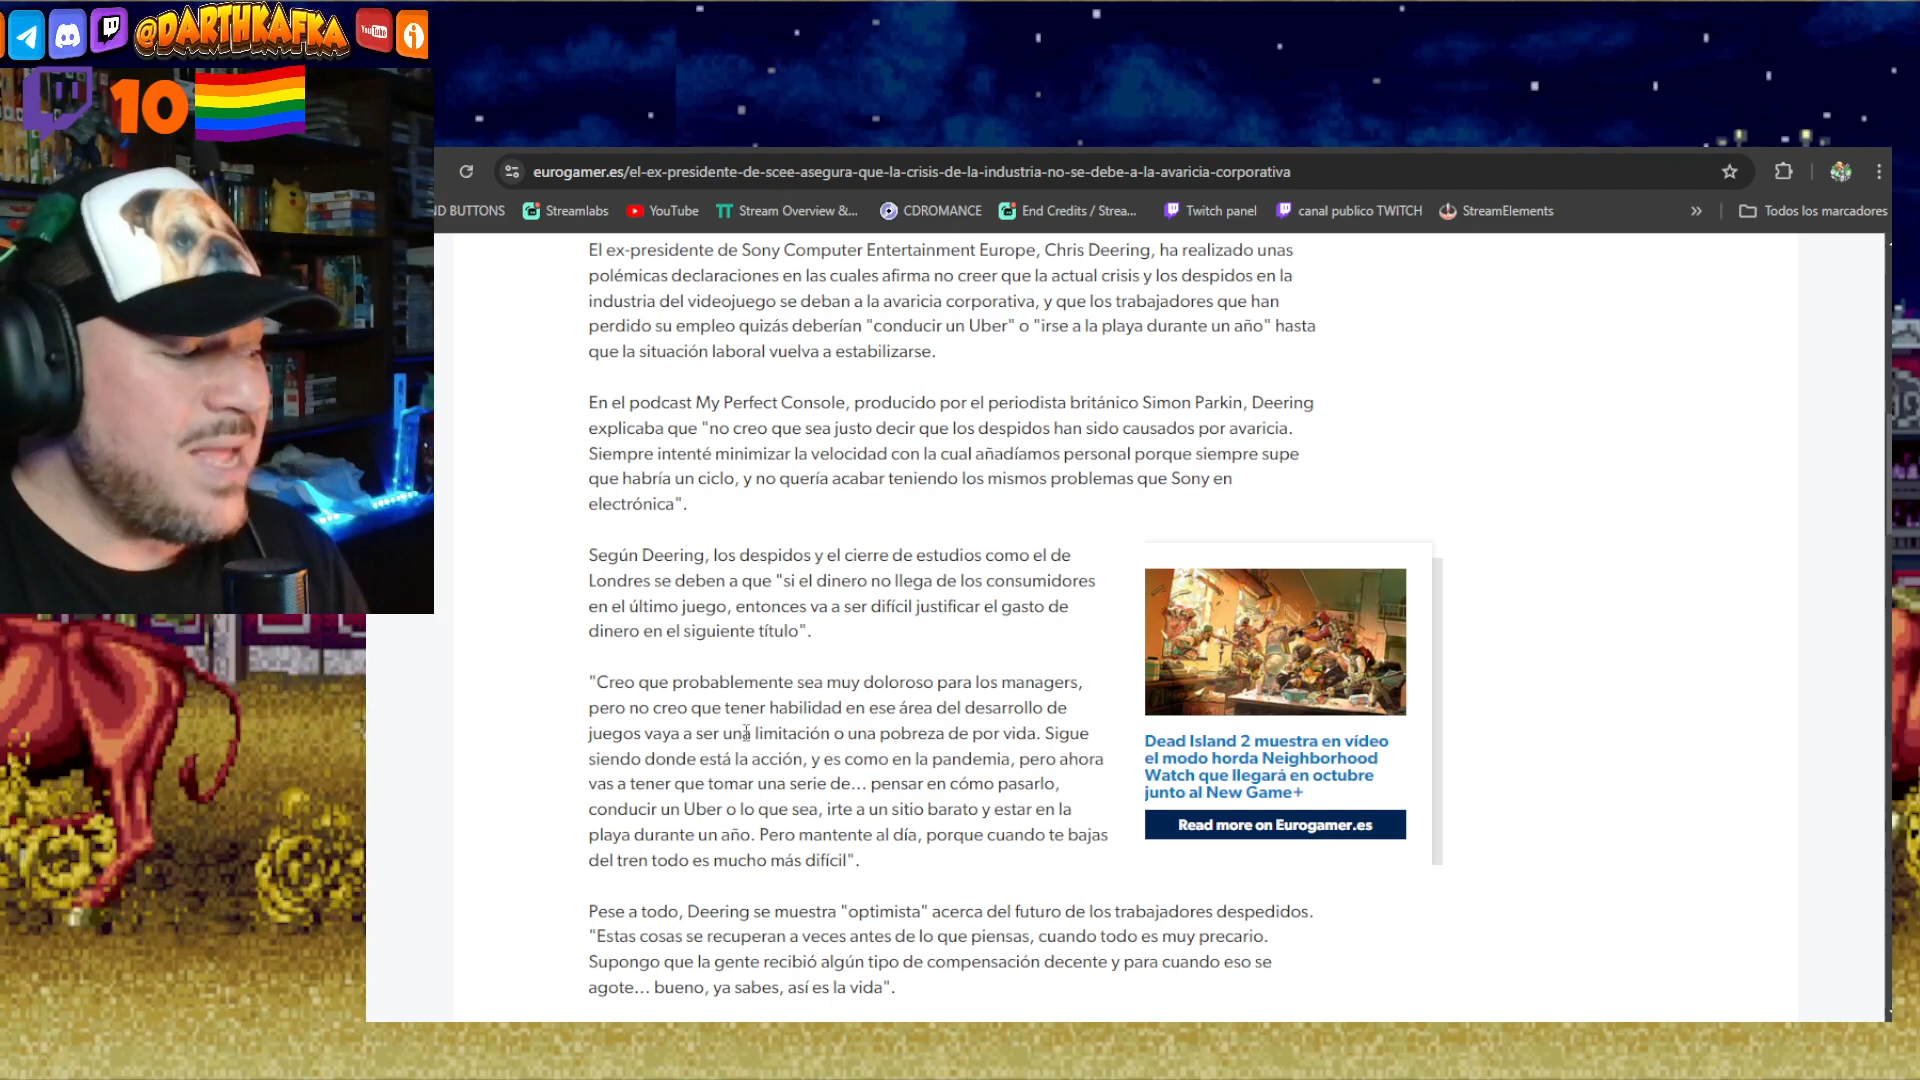 @DARTHKAFKA
YouTube
10
eurogamer.es/el-ex-presidente-de-scee-asegura-que-la-crisis-de-la-industria-no-se-debe-a-la-avaricia-corporativa
ND BUTTONS Streamlabs YouTube Stream Overview &... CDROMANCE End Credits / Strea... Twitch panel canal publico TWITCH StreamElements » Todos los marcadores
El ex-presidente de Sony Computer Entertainment Europe, Chris Deering, ha realizado unas
polémicas declaraciones en las cuales afirma no creer que la actual crisis y los despidos en la
industria del videojuego se deban a la avaricia corporativa, y que los trabajadores que han
perdido su empleo quizás deberían "conducir un Uber" o "irse a la playa durante un año" hasta
que la situación laboral vuelva a estabilizarse.
En el podcast My Perfect Console, producido por el periodista británico Simon Parkin, Deering
explicaba que "no creo que sea justo decir que los despidos han sido causados por avaricia.
Siempre intenté minimizar la velocidad con la cual añadíamos personal porque siempre supe
que habría un ciclo, y no quería acabar teniendo los mismos problemas que Sony en
electrónica".
Según Deering, los despidos y el cierre de estudios como el de
Londres se deben a que "si el dinero no llega de los consumidores
en el último juego, entonces va a ser difícil justificar el gasto de
dinero en el siguiente título".
"Creo que probablemente sea muy doloroso para los managers,
pero no creo que tener habilidad en ese área del desarrollo de
juegos vaya a ser una limitación o una pobreza de por vida. Sigue
siendo donde está la acción, y es como en la pandemia, pero ahora
vas a tener que tomar una serie de... pensar en cómo pasarlo,
conducir un Uber o lo que sea, irte a un sitio barato y estar en la
playa durante un año. Pero mantente al día, porque cuando te bajas
del tren todo es mucho más difícil".
Dead Island 2 muestra en vídeo
el modo horda Neighborhood
Watch que llegará en octubre
junto al New Game+
Read more on Eurogamer.es
Pese a todo, Deering se muestra "optimista" acerca del futuro de los trabajadores despedidos.
"Estas cosas se recuperan a veces antes de lo que piensas, cuando todo es muy precario.
Supongo que la gente recibió algún tipo de compensación decente y para cuando eso se
agote... bueno, ya sabes, así es la vida".